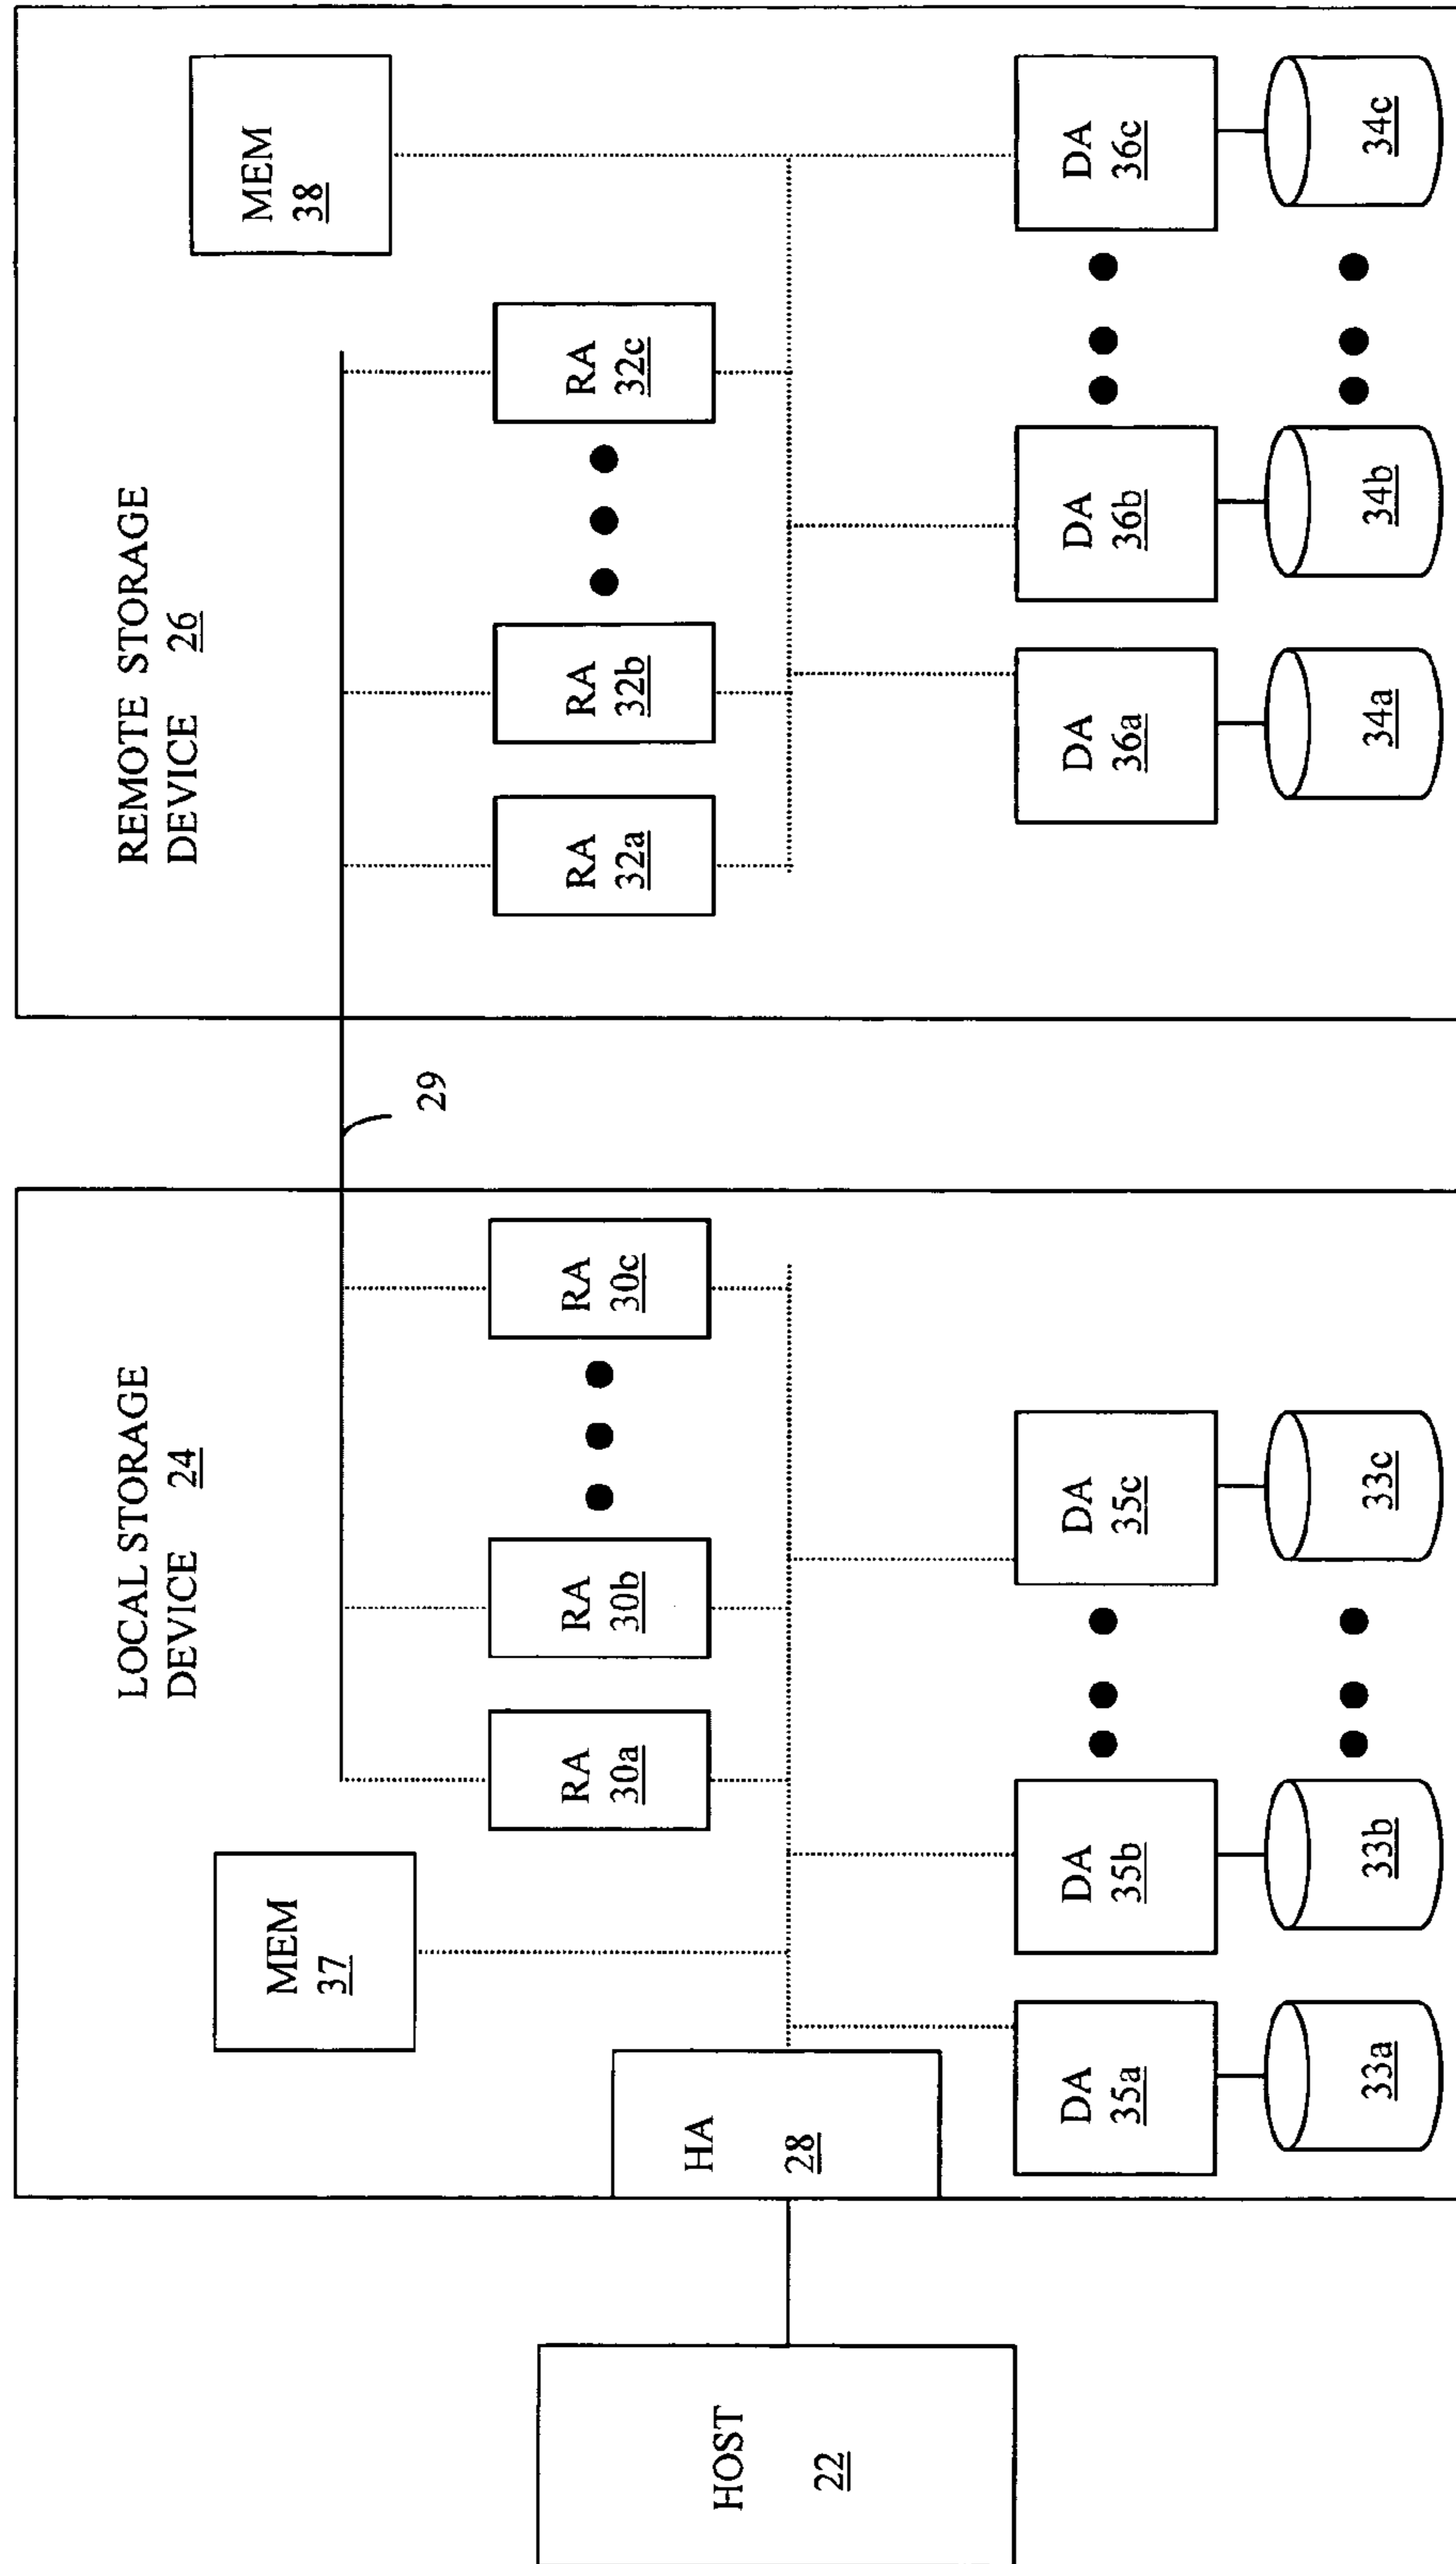 HOST
22
LOCAL STORAGE
DEVICE 24
MEM
37
HA
28
RA
30a
RA
30b
RA
30c
DA
35a
DA
35b
DA
35c
33a
33b
33c
29
REMOTE STORAGE
DEVICE 26
MEM
38
RA
32a
RA
32b
RA
32c
DA
36a
DA
36b
DA
36c
34a
34b
34c